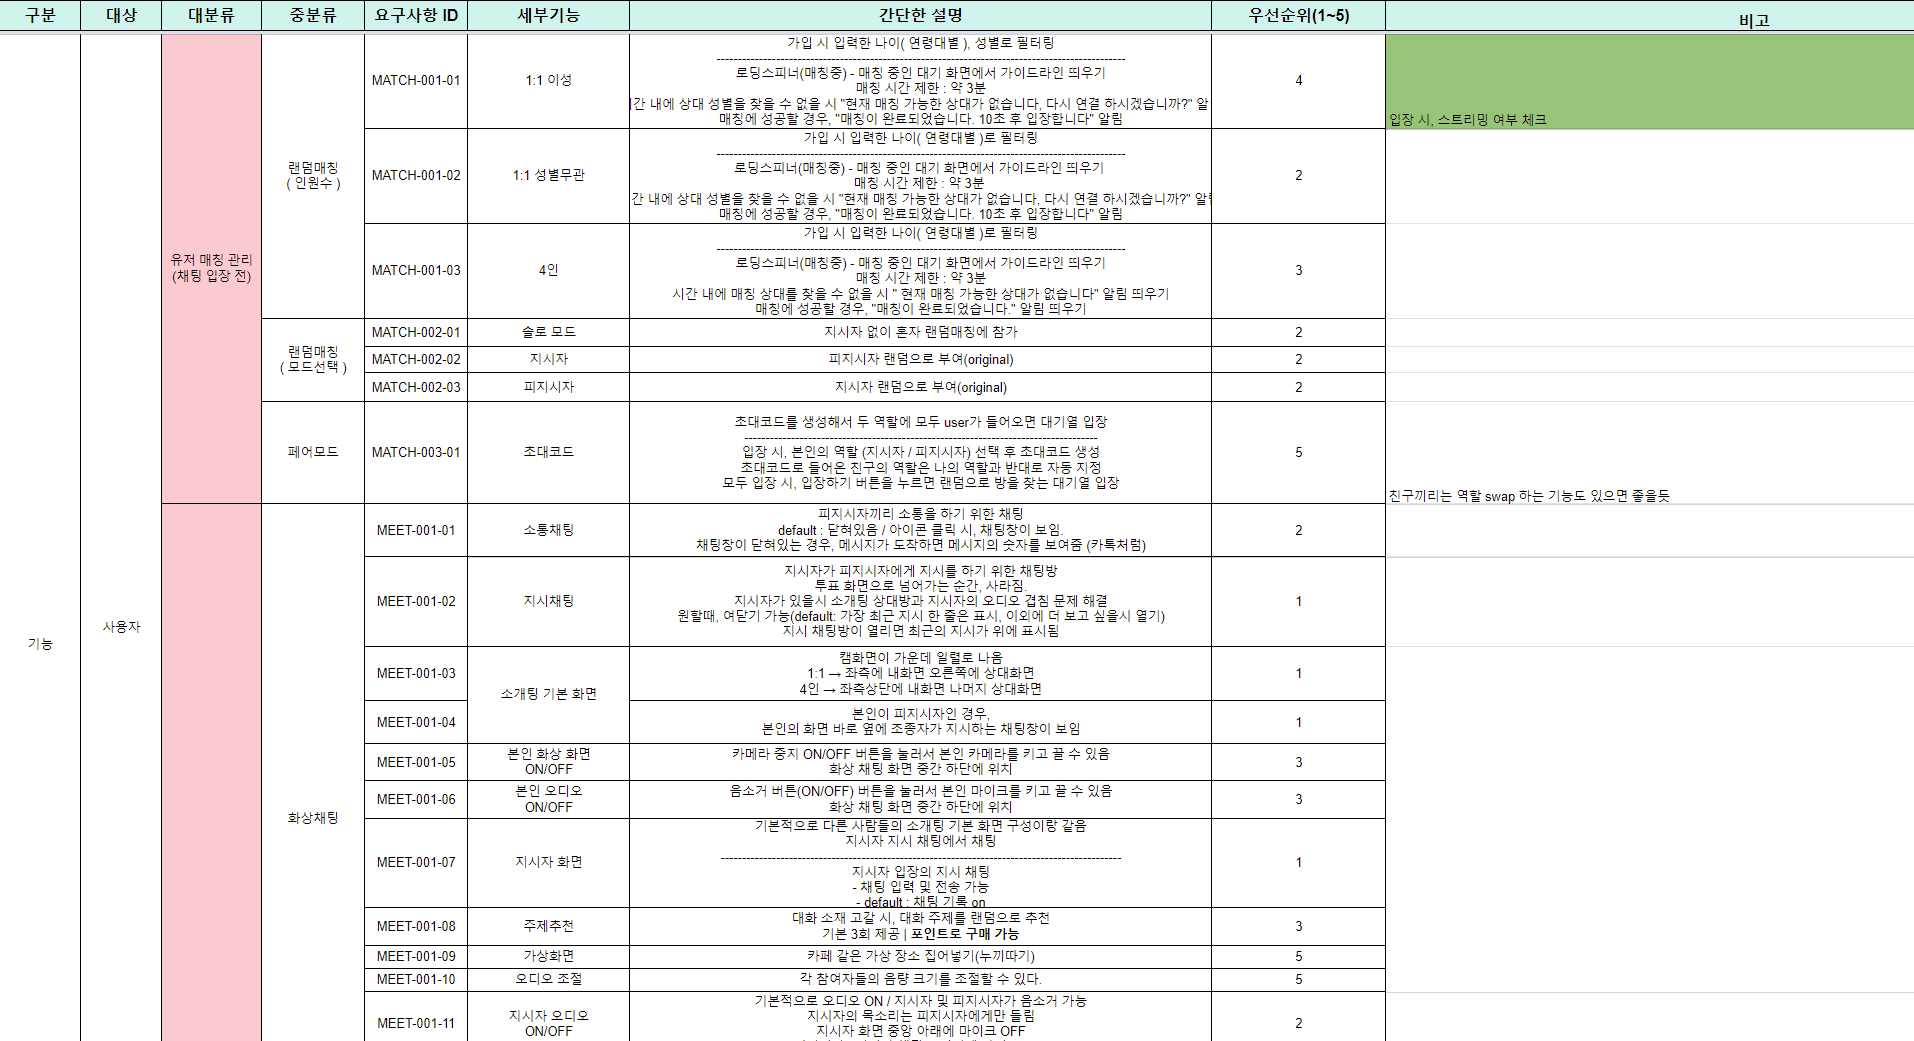 구분 대상 대분류 중분류 요구사항 ID 세부기능 간단한 설명 우선순위(1~5) 비고
기능
사용자
유저 매칭 관리
(채팅 입장 전)
랜덤매칭
( 인원수 )
MATCH-001-01
1:1 이성
가입 시 입력한 나이( 연령대별 ), 성별로 필터링
로딩스피너(매칭중) - 매칭 중인 대기 화면에서 가이드라인 띄우기
매칭 시간 제한 : 약 3분
간 내에 상대 성별을 찾을 수 없을 시 "현재 매칭 가능한 상대가 없습니다, 다시 연결 하시겠습니까?" 알
매칭에 성공할 경우, "매칭이 완료되었습니다. 10초 후 입장합니다" 알림
4
입장 시, 스트리밍 여부 체크
MATCH-001-02
1:1 성별무관
가입 시 입력한 나이( 연령대별 )로 필터링
로딩스피너(매칭중) - 매칭 중인 대기 화면에서 가이드라인 띄우기
매칭 시간 제한 : 약 3분
간 내에 상대 성별을 찾을 수 없을 시 "현재 매칭 가능한 상대가 없습니다, 다시 연결 하시겠습니까?" 알
매칭에 성공할 경우, "매칭이 완료되었습니다. 10초 후 입장합니다" 알림
2
MATCH-001-03
4인
가입 시 입력한 나이( 연령대별 )로 필터링
로딩스피너(매칭중) - 매칭 중인 대기 화면에서 가이드라인 띄우기
매칭 시간 제한 : 약 3분
시간 내에 매칭 상대를 찾을 수 없을 시 " 현재 매칭 가능한 상대가 없습니다" 알림 띄우기
매칭에 성공할 경우, "매칭이 완료되었습니다." 알림 띄우기
3
랜덤매칭
( 모드선택 )
MATCH-002-01
솔로 모드
지시자 없이 혼자 랜덤매칭에 참가
2
MATCH-002-02
지시자
피지시자 랜덤으로 부여(original)
2
MATCH-002-03
피지시자
지시자 랜덤으로 부여(original)
2
페어모드
MATCH-003-01
초대코드
초대코드를 생성해서 두 역할에 모두 user가 들어오면 대기열 입장
입장 시, 본인의 역할 (지시자 / 피지시자) 선택 후 초대코드 생성
초대코드로 들어온 친구의 역할은 나의 역할과 반대로 자동 지정
모두 입장 시, 입장하기 버튼을 누르면 랜덤으로 방을 찾는 대기열 입장
5
친구끼리는 역할 swap 하는 기능도 있으면 좋을듯
화상채팅
MEET-001-01
소통채팅
피지시자끼리 소통을 하기 위한 채팅
default : 닫혀있음 / 아이콘 클릭 시, 채팅창이 보임.
채팅창이 닫혀있는 경우, 메시지가 도착하면 메시지의 숫자를 보여줌 (카톡처럼)
2
MEET-001-02
지시채팅
지시자가 피지시자에게 지시를 하기 위한 채팅방
투표 화면으로 넘어가는 순간, 사라짐.
지시자가 있을시 소개팅 상대방과 지시자의 오디오 겹침 문제 해결
원할때, 여닫기 가능(default: 가장 최근 지시 한 줄은 표시, 이외에 더 보고 싶을시 열기)
지시 채팅방이 열리면 최근의 지시가 위에 표시됨
1
MEET-001-03
소개팅 기본 화면
캠화면이 가운데 일렬로 나옴
1:1 → 좌측에 내화면 오른쪽에 상대화면
4인 → 좌측상단에 내화면 나머지 상대화면
1
MEET-001-04
본인이 피지시자인 경우,
본인의 화면 바로 옆에 조종자가 지시하는 채팅창이 보임
1
MEET-001-05
본인 화상 화면
ON/OFF
카메라 중지 ON/OFF 버튼을 눌러서 본인 카메라를 키고 끌 수 있음
화상 채팅 화면 중간 하단에 위치
3
MEET-001-06
본인 오디오
ON/OFF
음소거 버튼(ON/OFF) 버튼을 눌러서 본인 마이크를 키고 끌 수 있음
화상 채팅 화면 중간 하단에 위치
3
MEET-001-07
지시자 화면
기본적으로 다른 사람들의 소개팅 기본 화면 구성이랑 같음
지시자 지시 채팅에서 채팅
지시자 입장의 지시 채팅
- 채팅 입력 및 전송 가능
- default : 채팅 기록 on
1
MEET-001-08
주제추천
대화 소재 고갈 시, 대화 주제를 랜덤으로 추천
기본 3회 제공 | 포인트로 구매 가능
3
MEET-001-09
가상화면
카페 같은 가상 장소 집어넣기(누끼따기)
5
MEET-001-10
오디오 조절
각 참여자들의 음량 크기를 조절할 수 있다.
5
MEET-001-11
지시자 오디오
ON/OFF
기본적으로 오디오 ON / 지시자 및 피지시자가 음소거 가능
지시자의 목소리는 피지시자에게만 들림
지시자 화면 중앙 아래에 마이크 OFF
2